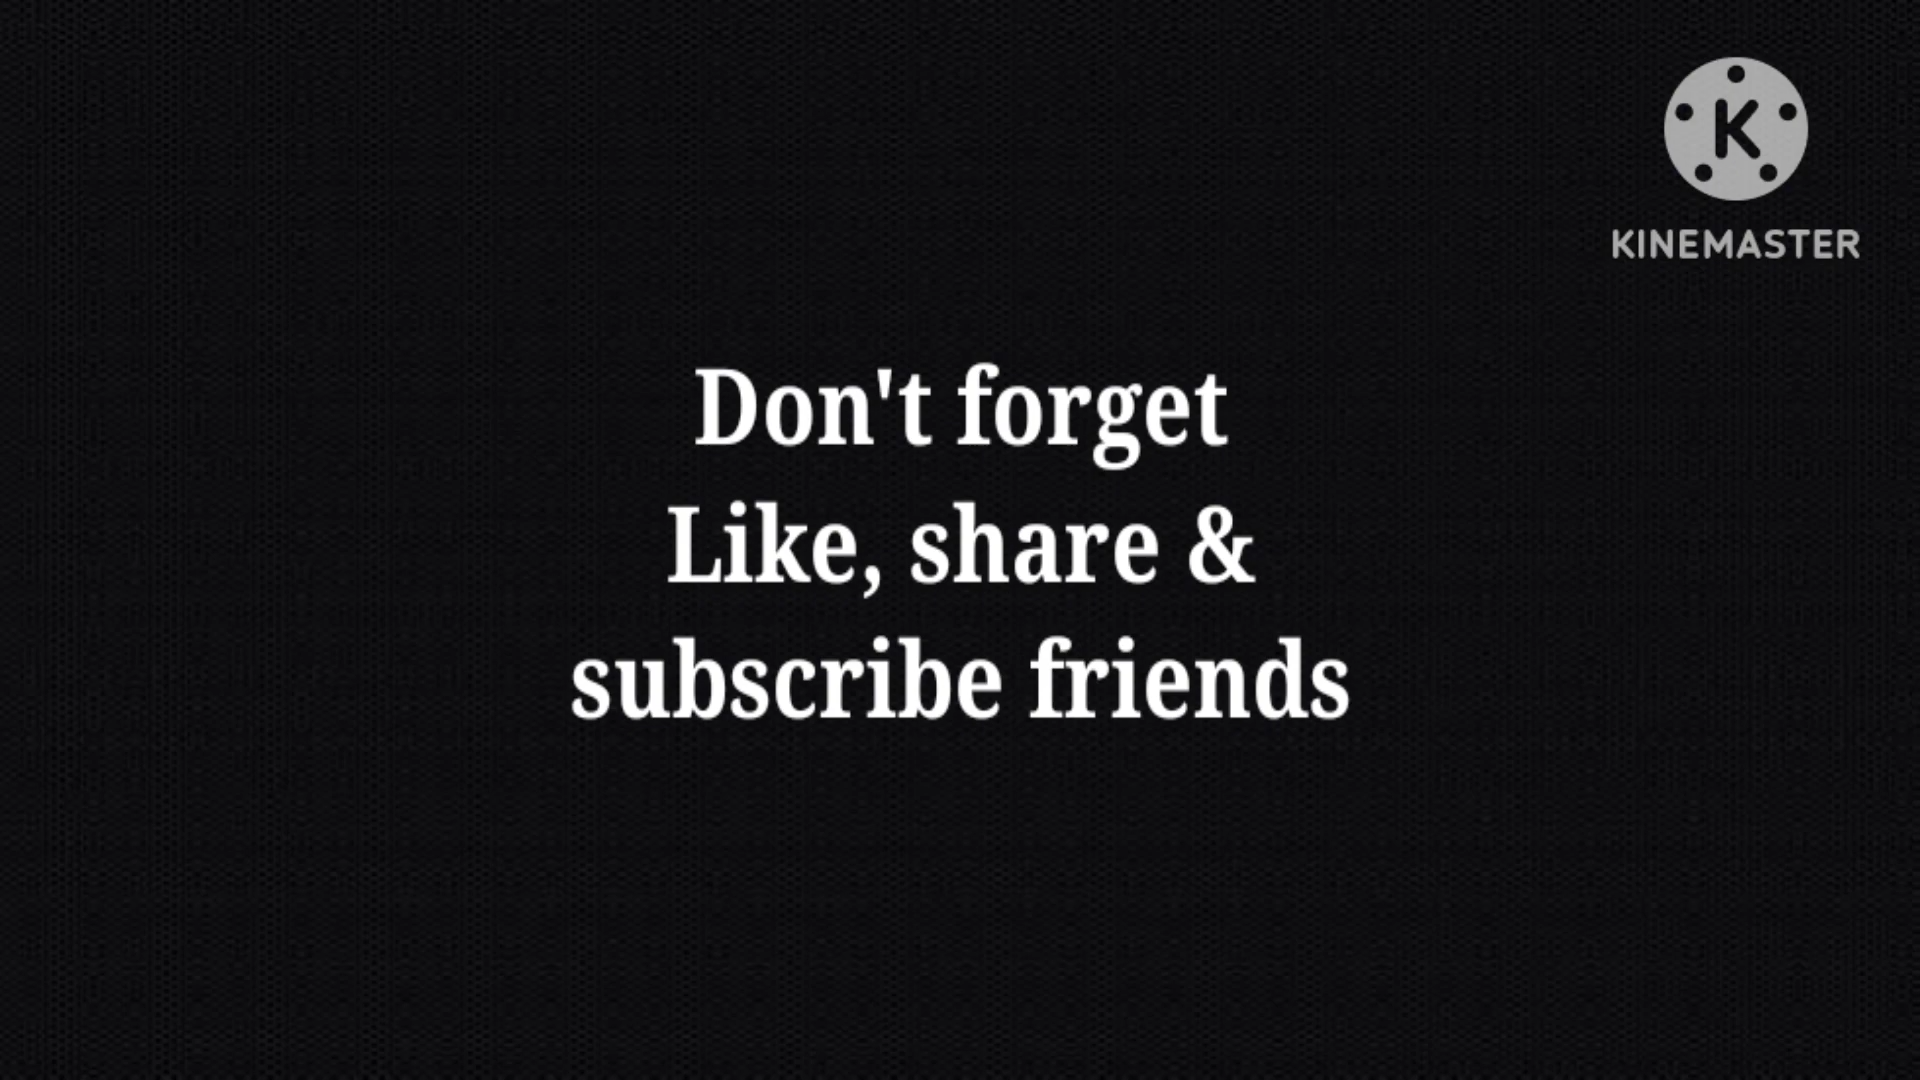 K
KINEMASTER
Don't forget
Like, share &
subscribe friends